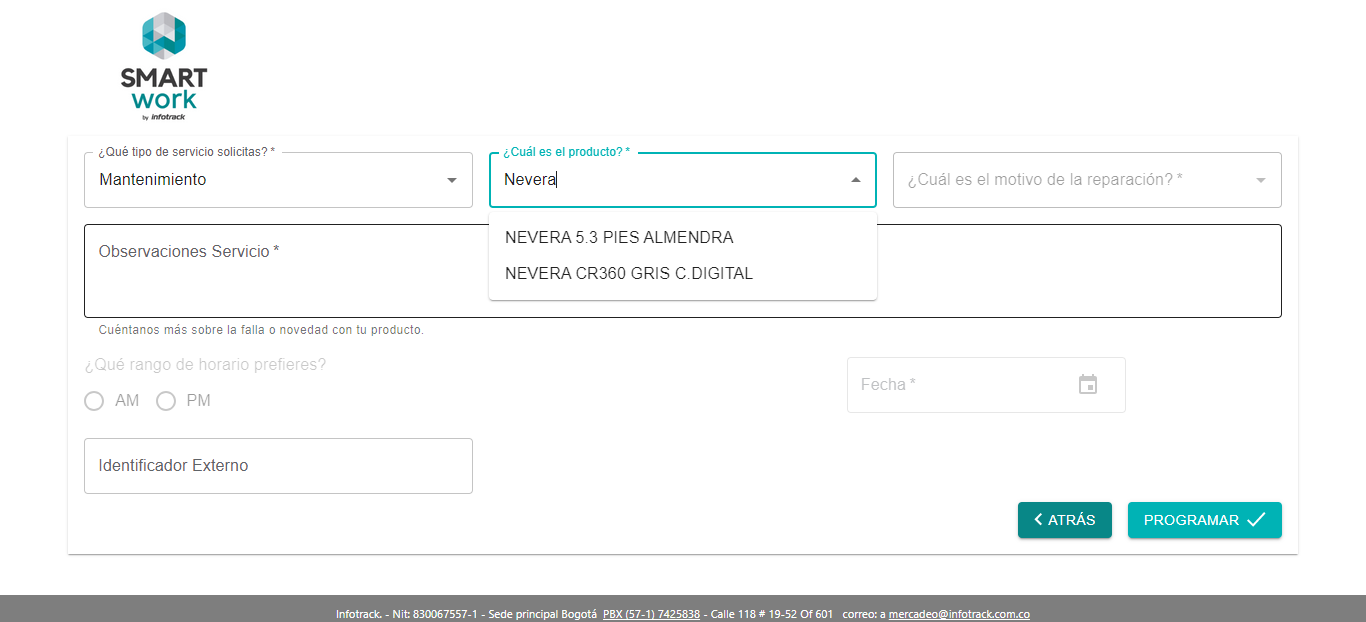 SMART
work
by infotrack
¿Qué tipo de servicio solicitas? *
Mantenimiento
¿Cuál es el producto? *
Nevera
¿Cuál es el motivo de la reparación? *
NEVERA 5.3 PIES ALMENDRA
NEVERA CR360 GRIS C.DIGITAL
Observaciones Servicio *
Cuéntanos más sobre la falla o novedad con tu producto.
¿Qué rango de horario prefieres?
AM PM
Fecha *
Identificador Externo
ATRÁS
PROGRAMAR
Infotrack. - Nit: 830067557-1 - Sede principal Bogotá PBX (57-1) 7425838 - Calle 118 # 19-52 Of 601 correo: a mercadeo@infotrack.com.co